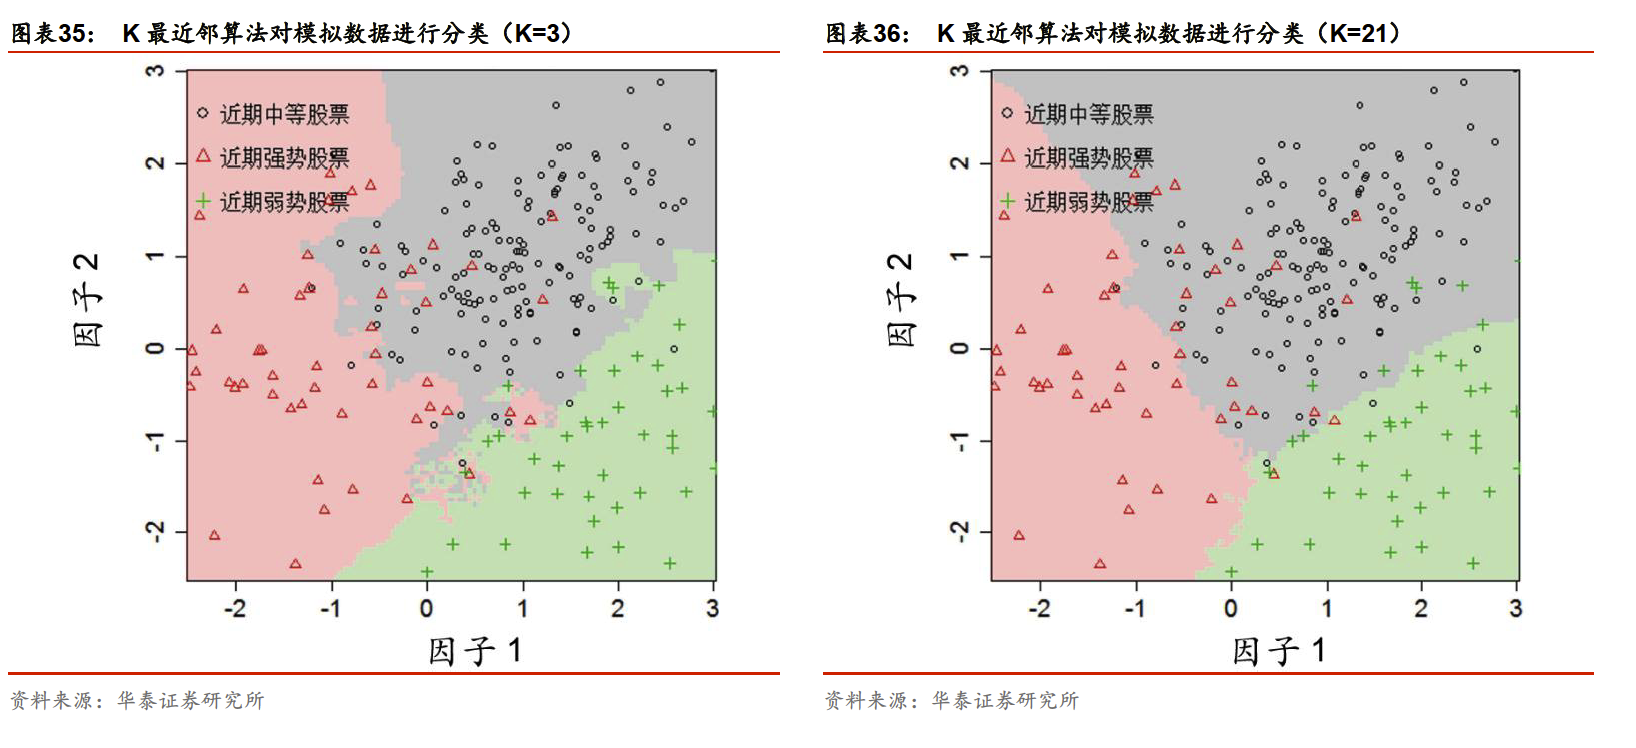 图表35： K 最近邻算法对模拟数据进行分类（K=3）
3
2
1
0
-1
-2
因子 2
近期中等股票
近期强势股票
近期弱势股票
-2 -1 0 1 2 3
因子 1
资料来源：华泰证券研究所
图表36： K 最近邻算法对模拟数据进行分类（K=21）
3
2
1
0
-1
-2
因子 2
近期中等股票
近期强势股票
近期弱势股票
-2 -1 0 1 2 3
因子 1
资料来源：华泰证券研究所